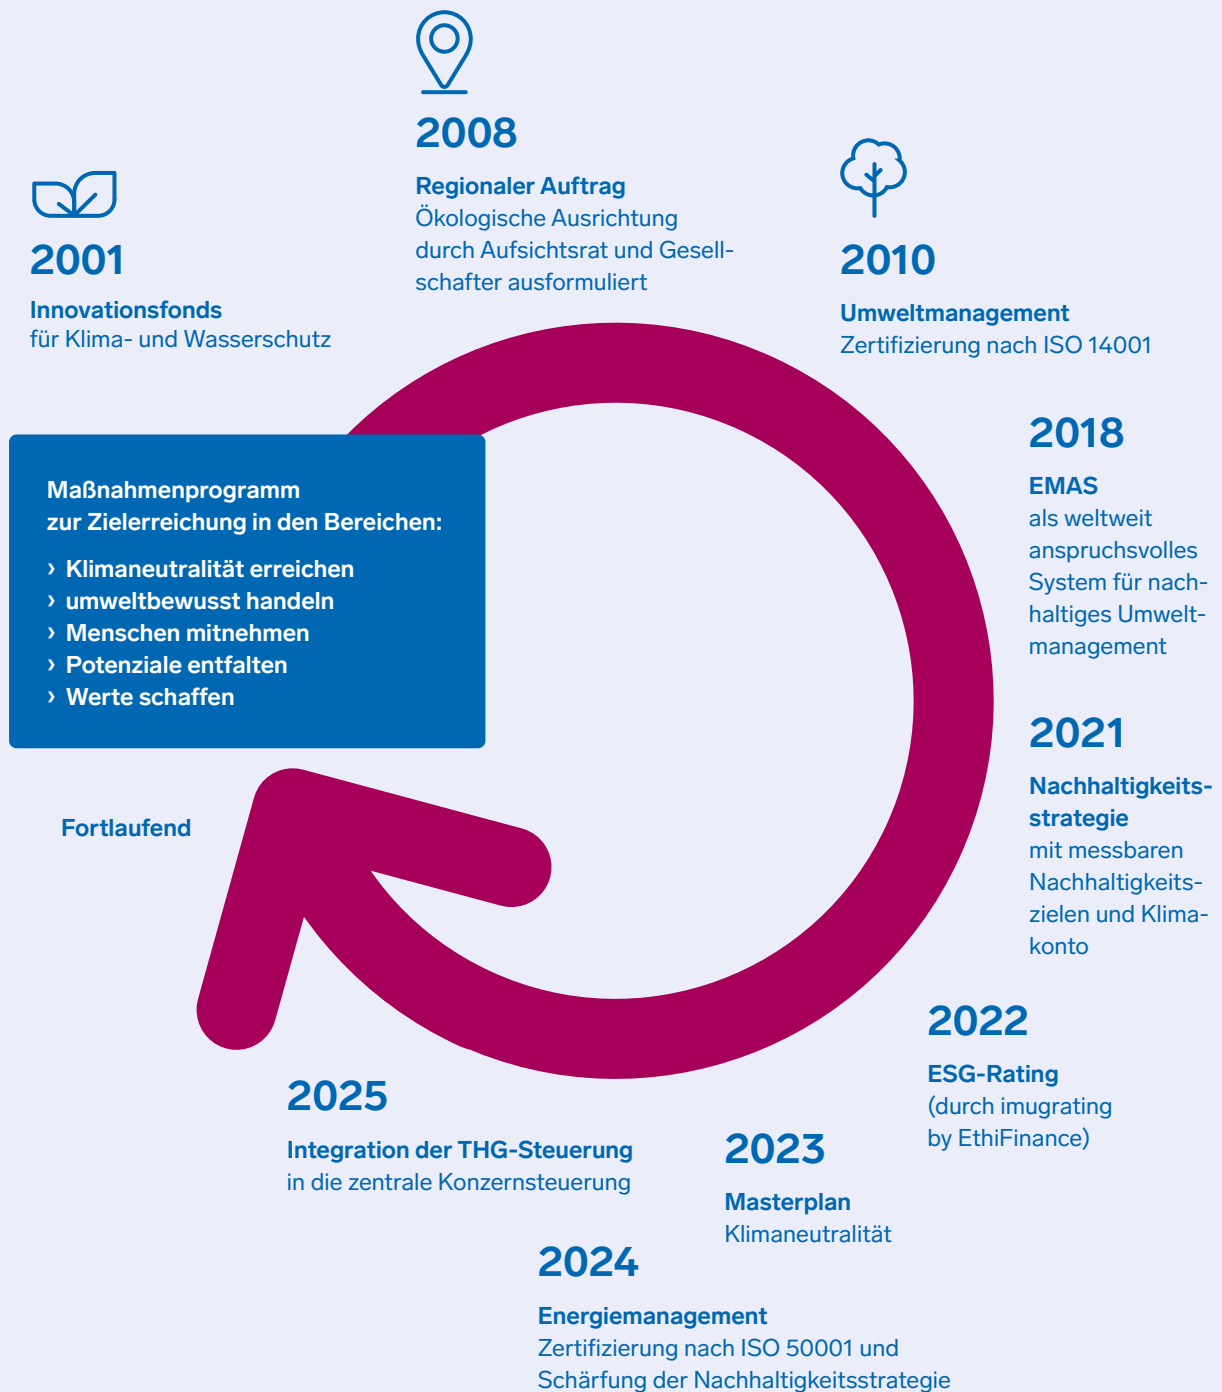 2001
Innovationsfonds
für Klima- und Wasserschutz
2008
Regionaler Auftrag
Ökologische Ausrichtung
durch Aufsichtsrat und Gesell-
schafter ausformuliert
2010
Umweltmanagement
Zertifizierung nach ISO 14001
2018
EMAS
als weltweit
anspruchsvolles
System für nach-
haltiges Umwelt-
management
2021
Nachhaltigkeits-
strategie
mit messbaren
Nachhaltigkeits-
zielen und Klima-
konto
2022
ESG-Rating
(durch imugrating
by EthiFinance)
2023
Masterplan
Klimaneutralität
2024
Energiemanagement
Zertifizierung nach ISO 50001 und
Schärfung der Nachhaltigkeitsstrategie
2025
Integration der THG-Steuerung
in die zentrale Konzernsteuerung
Fortlaufend
Maßnahmenprogramm
zur Zielerreichung in den Bereichen:
› Klimaneutralität erreichen
› umweltbewusst handeln
› Menschen mitnehmen
› Potenziale entfalten
› Werte schaffen